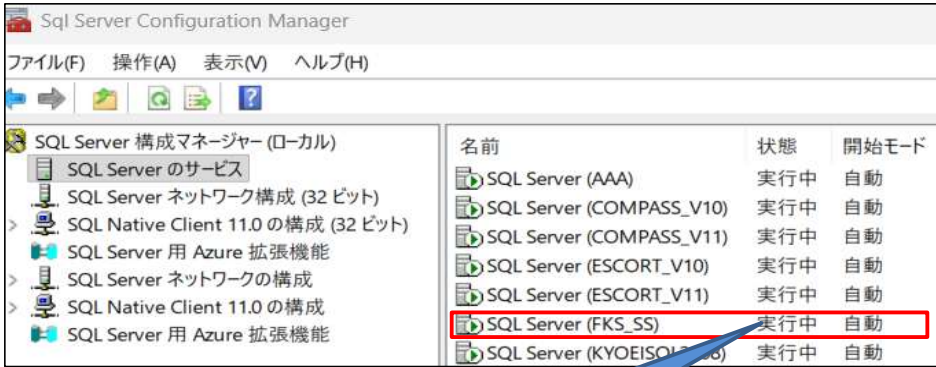 Sql Server Configuration Manager
ファイル(F) 操作(A) 表示(V) ヘルプ(H)
SQL Server 構成マネージャー (ローカル)
SQL Server のサービス
SQL Server ネットワーク構成 (32 ビット)
SQL Native Client 11.0 の構成 (32 ビット)
SQL Server 用 Azure 拡張機能
SQL Server ネットワークの構成
SQL Native Client 11.0 の構成
SQL Server 用 Azure 拡張機能
名前 状態 開始モード
SQL Server (AAA) 実行中 自動
SQL Server (COMPASS_V10) 実行中 自動
SQL Server (COMPASS_V11) 実行中 自動
SQL Server (ESCORT_V10) 実行中 自動
SQL Server (ESCORT_V11) 実行中 自動
SQL Server (FKS_SS) 実行中 自動
SQL Server 実行中 自動